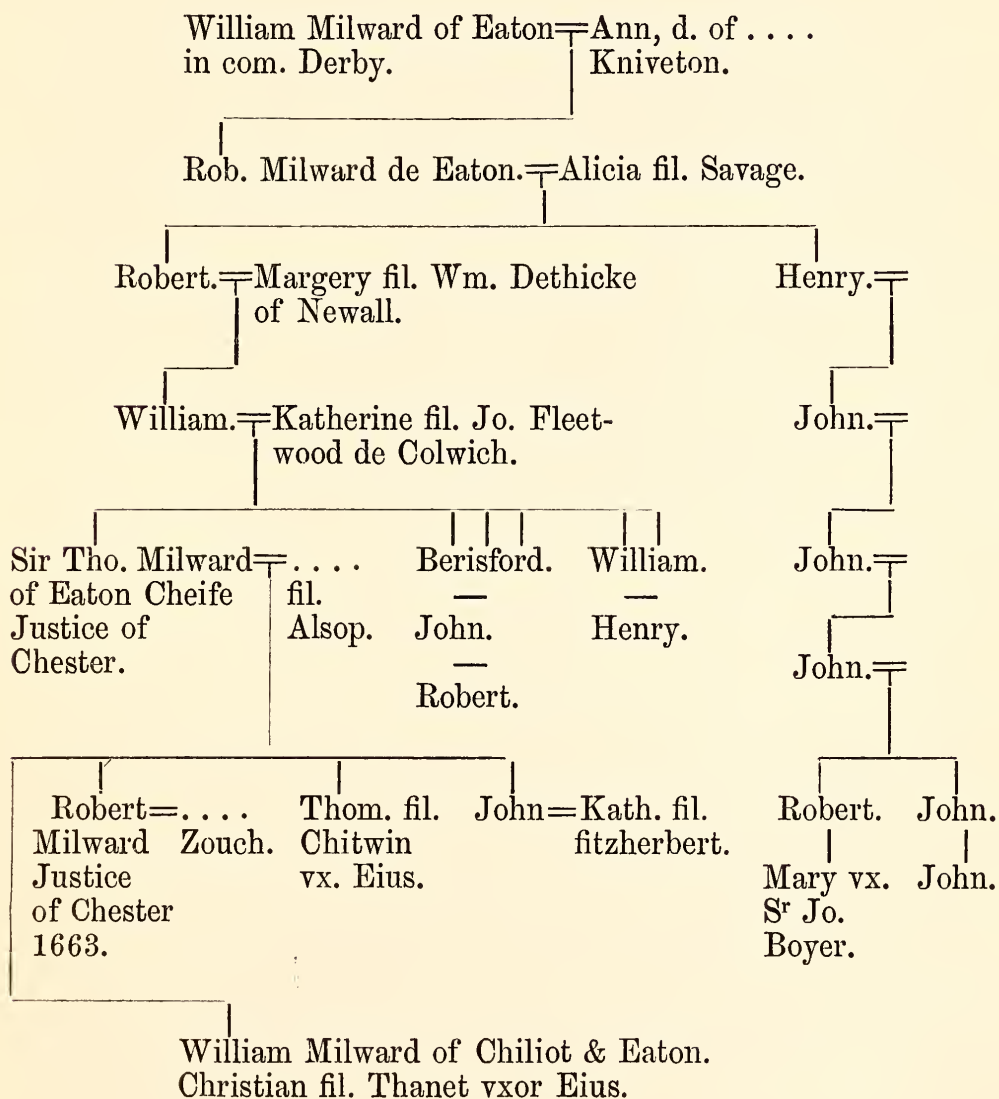 William Milward of Eaton=Ann, d. of . . . .
in com. Derby. Kniveton.
Rob. Milward de Eaton.=Alicia fil. Savage.
Robert.=Margery fil. Wm. Dethicke
of Newall.
Henry.=
William.=Katherine fil. Jo. Fleet-
wood de Colwich.
John.=
Sir Tho. Milward=. . . .
of Eaton Cheife fil.
Justice of Alsop.
Chester.
Berisford.
—
John.
—
Robert.
William.
—
Henry.
John.=
John.=
Robert=. . . .
Milward Zouch.
Justice
of Chester
1663.
Thom. fil.
Chitwin
vx. Eius.
John=Kath. fil.
fitzherbert.
Robert.
Mary vx.
Sr Jo.
Boyer.
John.
John.
William Milward of Chiliot & Eaton.
Christian fil. Thanet vxor Eius.